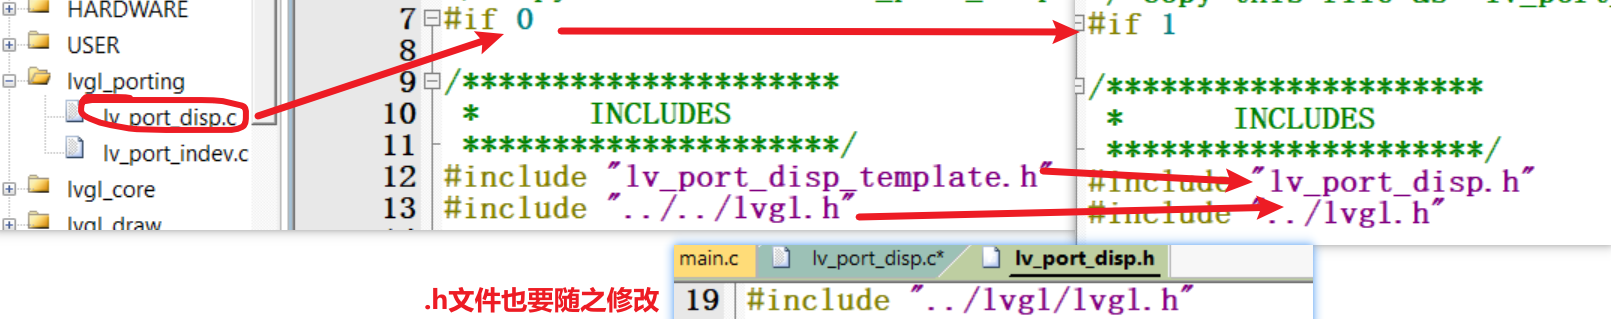 HARDWARE
USER
lvgl_porting
lv_port_disp.c
lv_port_indev.c
lvgl_core
lvgl_draw
7 #if 0
8
9 /*********************
10 * INCLUDES
11 *********************/
12 #include "lv_port_disp_template.h"
13 #include "../../lvgl.h"
#if 1
/*********************
* INCLUDES
*********************/
#include "lv_port_disp.h"
#include "../lvgl.h"
main.c lv_port_disp.c* lv_port_disp.h
.h文件也要随之修改
19 #include "../lvgl/lvgl.h"